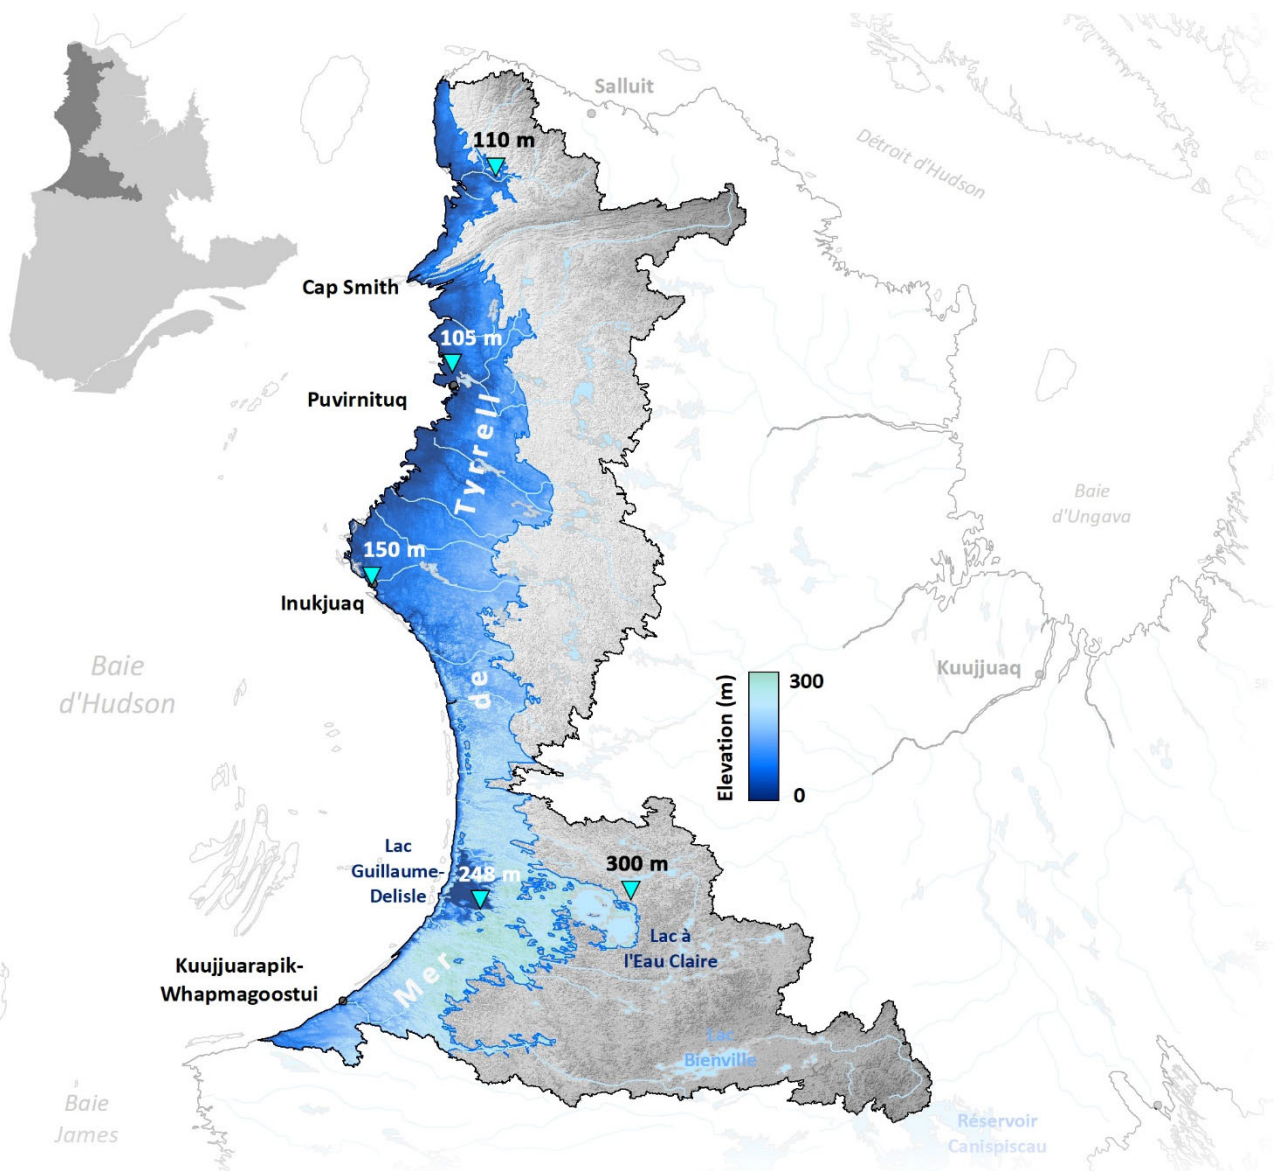 Salluit
110 m
Détroit d'Hudson
Cap Smith
105 m
Puvirnituq
Tyrrell
Baie
d'Ungava
150 m
Inukjuaq
Baie
d'Hudson
Kuujjuaq
de
Elevation (m)
300
0
Lac
Guillaume-
Delisle
248 m
300 m
Lac à
l'Eau Claire
Kuujjuarapik-
Whapmagoostui
Mer
Lac
Bienville
Baie
James
Réservoir
Canispiscau